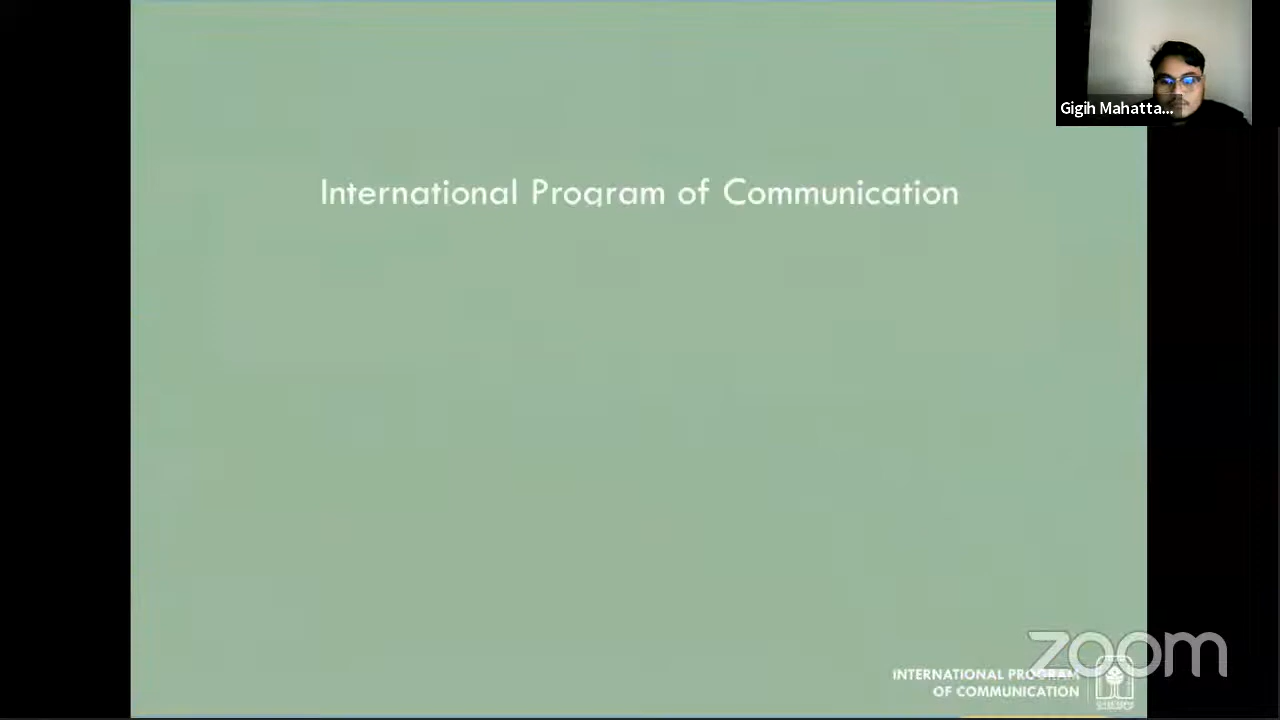 Gigih Mahatta...
International Program of Communication
zoom
INTERNATIONAL PROGRAM
OF COMMUNICATION